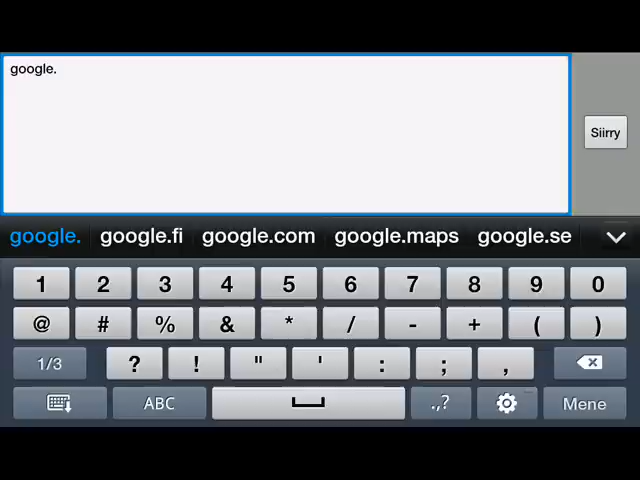 google.
Siirry
google. google.fi google.com google.maps google.se
1 2 3 4 5 6 7 8 9 0
@ # % & * / - + ( )
1/3 ? ! " ' : ; ,
ABC .,? Mene